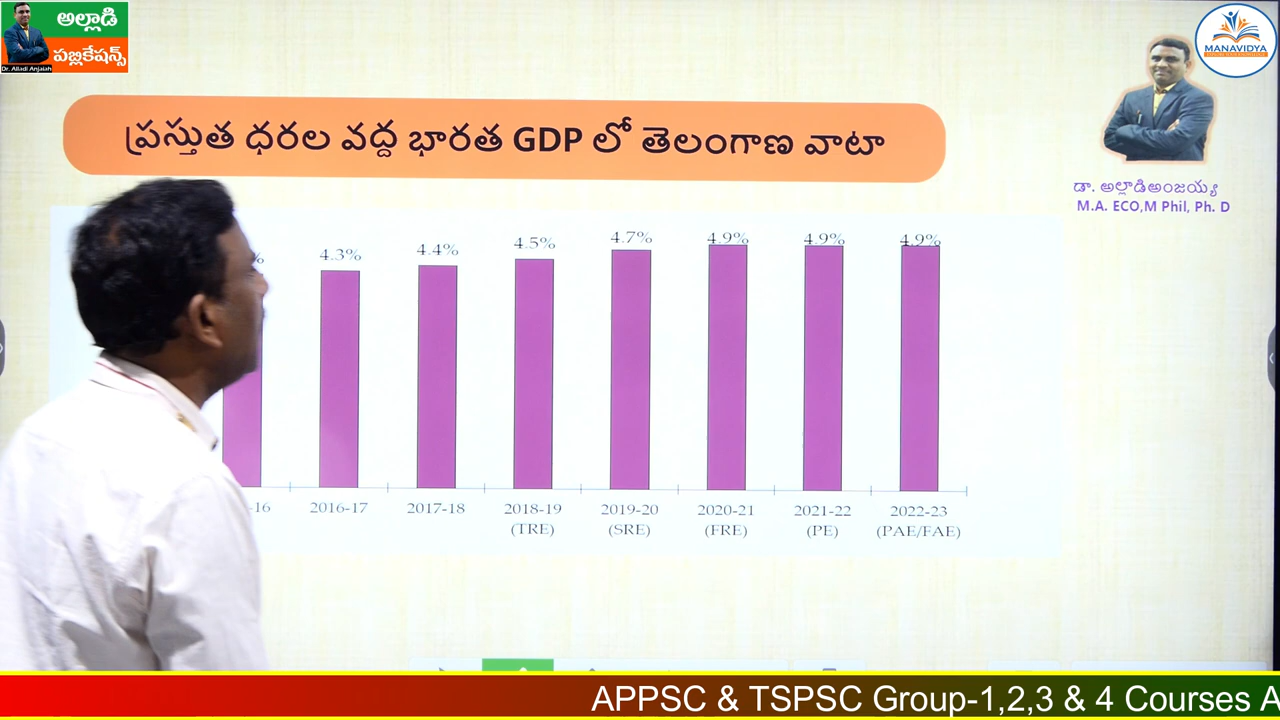 అల్లాడి
పబ్లికేషన్స్
Dr. Alladi Anjaiah
MANAVIDYA
ప్రస్తుత ధరల వద్ద భారత GDP లో తెలంగాణ వాటా
డా. అల్లాడి అంజయ్య
M.A. ECO,M Phil, Ph. D
% 4.3% 4.4% 4.5% 4.7% 4.9% 4.9% 4.9%
-16 2016-17 2017-18 2018-19 2019-20 2020-21 2021-22 2022-23
(TRE) (SRE) (FRE) (PE) (PAE/FAE)
APPSC & TSPSC Group-1,2,3 & 4 Courses A